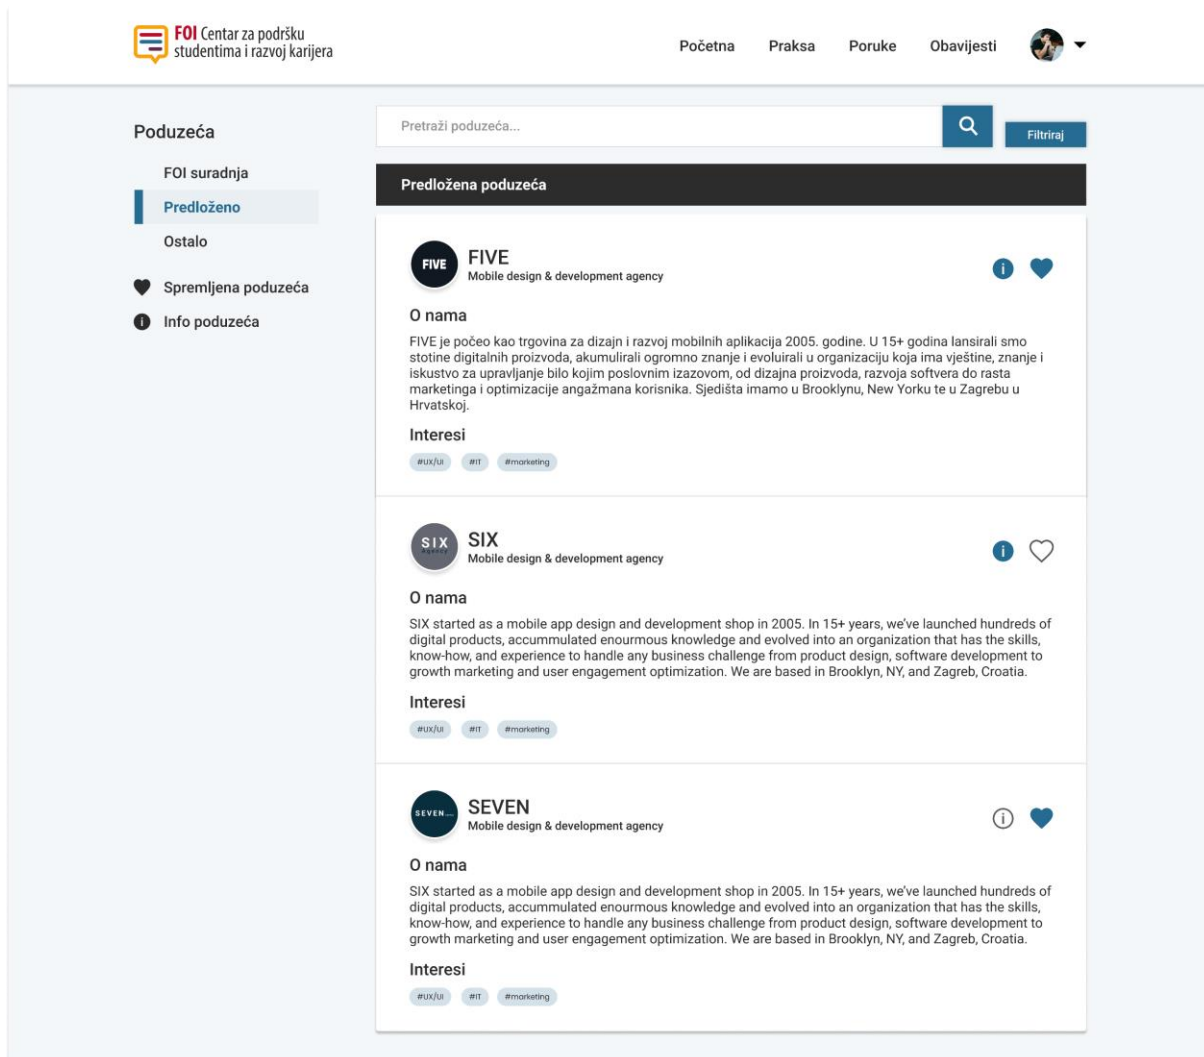 FOI Centar za podršku
studentima i razvoj karijera
Početna Praksa Poruke Obavijesti
Poduzeća
FOI suradnja
Predloženo
Ostalo
Spremljena poduzeća
Info poduzeća
Pretraži poduzeća...
Filtriraj
Predložena poduzeća
FIVE
FIVE
Mobile design & development agency
O nama
FIVE je počeo kao trgovina za dizajn i razvoj mobilnih aplikacija 2005. godine. U 15+ godina lansirali smo
stotine digitalnih proizvoda, akumulirali ogromno znanje i evoluirali u organizaciju koja ima vještine, znanje i
iskustvo za upravljanje bilo kojim poslovnim izazovom, od dizajna proizvoda, razvoja softvera do rasta
marketinga i optimizacije angažmana korisnika. Sjedišta imamo u Brooklynu, New Yorku te u Zagrebu u
Hrvatskoj.
Interesi
#UX/UI #IT #marketing
SIX
Agency
SIX
Mobile design & development agency
O nama
SIX started as a mobile app design and development shop in 2005. In 15+ years, we've launched hundreds of
digital products, accummulated enourmous knowledge and evolved into an organization that has the skills,
know-how, and experience to handle any business challenge from product design, software development to
growth marketing and user engagement optimization. We are based in Brooklyn, NY, and Zagreb, Croatia.
Interesi
#UX/UI #IT #marketing
SEVEN
SEVEN
Mobile design & development agency
O nama
SIX started as a mobile app design and development shop in 2005. In 15+ years, we've launched hundreds of
digital products, accummulated enourmous knowledge and evolved into an organization that has the skills,
know-how, and experience to handle any business challenge from product design, software development to
growth marketing and user engagement optimization. We are based in Brooklyn, NY, and Zagreb, Croatia.
Interesi
#UX/UI #IT #marketing